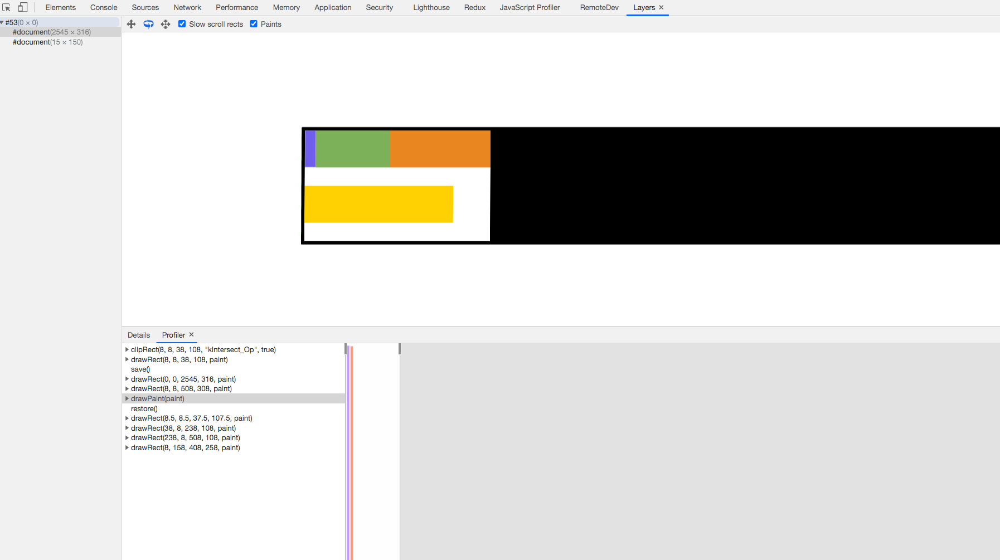 Elements Console Sources Network Performance Memory Application Security Lighthouse Redux JavaScript Profiler RemoteDev Layers ×
#53(0 × 0)
Slow scroll rects Paints
#document(2545 × 316)
#document(15 × 150)
Details Profiler ×
clipRect(8, 8, 38, 108, "kIntersect_Op", true)
drawRect(8, 8, 38, 108, paint)
save()
drawRect(0, 0, 2545, 316, paint)
drawRect(8, 8, 508, 308, paint)
drawPaint(paint)
restore()
drawRect(8.5, 8.5, 37.5, 107.5, paint)
drawRect(38, 8, 238, 108, paint)
drawRect(238, 8, 508, 108, paint)
drawRect(8, 158, 408, 258, paint)